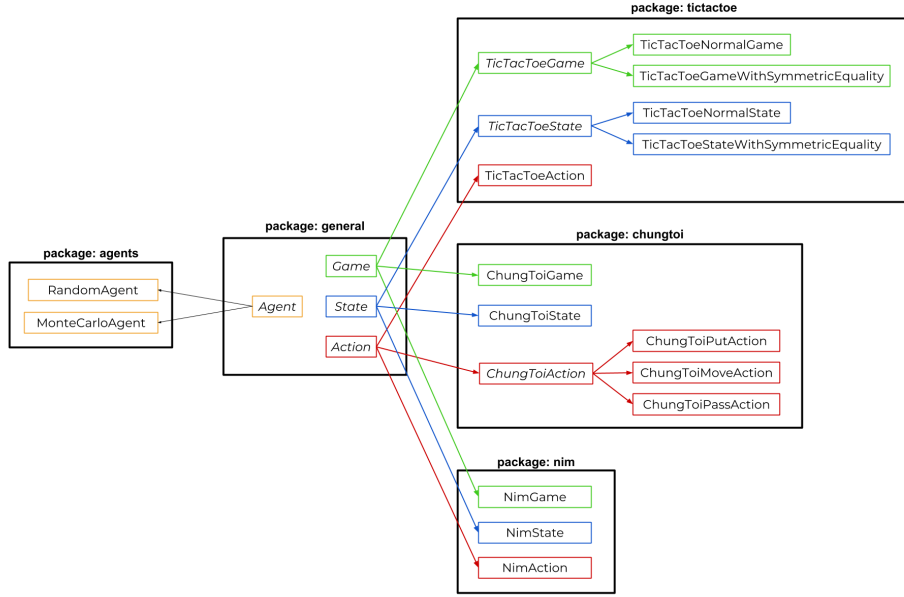 package: tictactoe
TicTacToeGame
TicTacToeNormalGame
TicTacToeGameWithSymmetricEquality
TicTacToeState
TicTacToeNormalState
TicTacToeStateWithSymmetricEquality
TicTacToeAction
package: general
Game
Agent
State
Action
package: agents
RandomAgent
MonteCarloAgent
package: chungtoi
ChungToiGame
ChungToiState
ChungToiAction
ChungToiPutAction
ChungToiMoveAction
ChungToiPassAction
package: nim
NimGame
NimState
NimAction